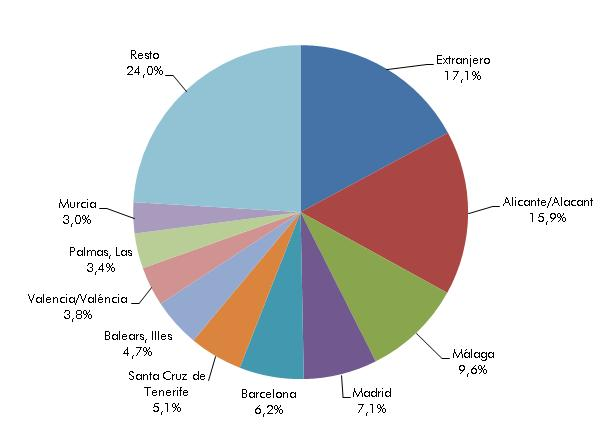 Extranjero
17,1%
Alicante/Alacant
15,9%
Málaga
9,6%
Madrid
7,1%
Barcelona
6,2%
Santa Cruz de
Tenerife
5,1%
Balears, Illes
4,7%
Valencia/València
3,8%
Palmas, Las
3,4%
Murcia
3,0%
Resto
24,0%